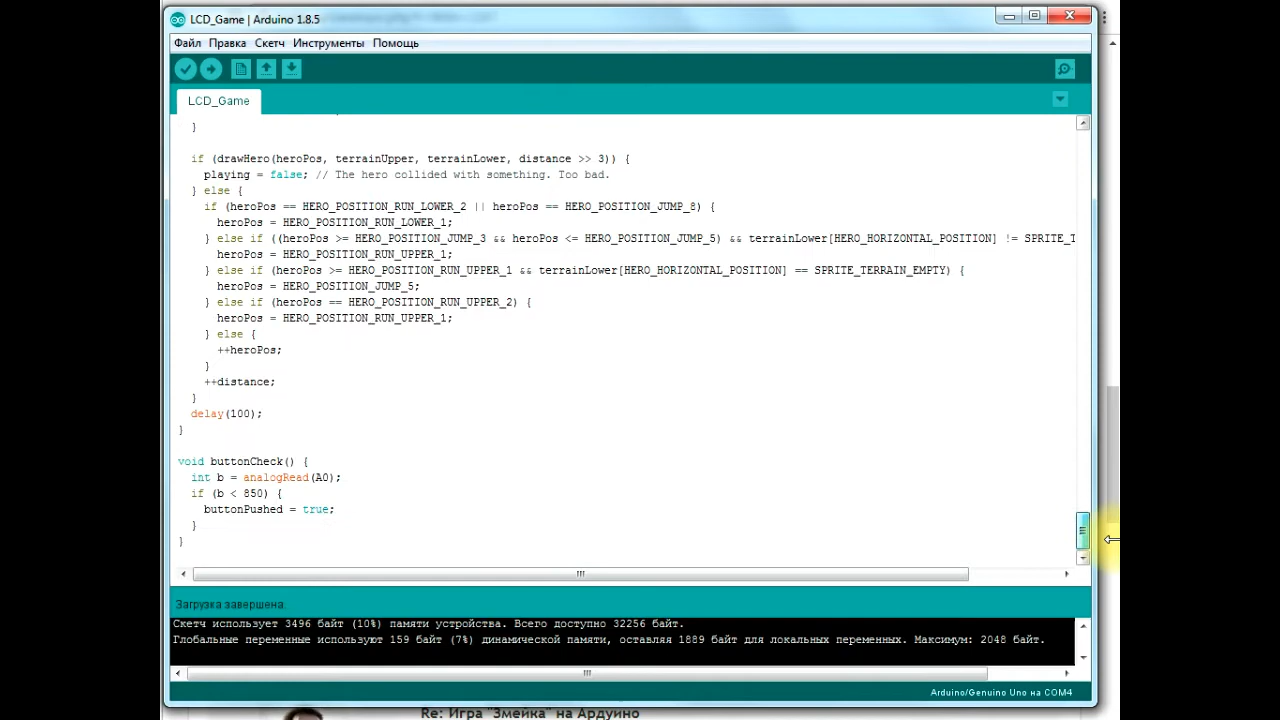 LCD_Game | Arduino 1.8.5
Файл Правка Скетч Инструменты Помощь
LCD_Game
}
if (drawHero(heroPos, terrainUpper, terrainLower, distance >> 3)) {
playing = false; // The hero collided with something. Too bad.
} else {
if (heroPos == HERO_POSITION_RUN_LOWER_2 || heroPos == HERO_POSITION_JUMP_8) {
heroPos = HERO_POSITION_RUN_LOWER_1;
} else if ((heroPos >= HERO_POSITION_JUMP_3 && heroPos <= HERO_POSITION_JUMP_5) && terrainLower[HERO_HORIZONTAL_POSITION] != SPRITE_T
heroPos = HERO_POSITION_RUN_UPPER_1;
} else if (heroPos >= HERO_POSITION_RUN_UPPER_1 && terrainLower[HERO_HORIZONTAL_POSITION] == SPRITE_TERRAIN_EMPTY) {
heroPos = HERO_POSITION_JUMP_5;
} else if (heroPos == HERO_POSITION_RUN_UPPER_2) {
heroPos = HERO_POSITION_RUN_UPPER_1;
} else {
++heroPos;
}
++distance;
}
delay(100);
}
void buttonCheck() {
int b = analogRead(A0);
if (b < 850) {
buttonPushed = true;
}
}
Загрузка завершена.
Скетч использует 3496 байт (10%) памяти устройства. Всего доступно 32256 байт.
Глобальные переменные используют 159 байт (7%) динамической памяти, оставляя 1889 байт для локальных переменных. Максимум: 2048 байт.
Arduino/Genuino Uno на COM4
Re: Игра "Змейка" на Ардуино